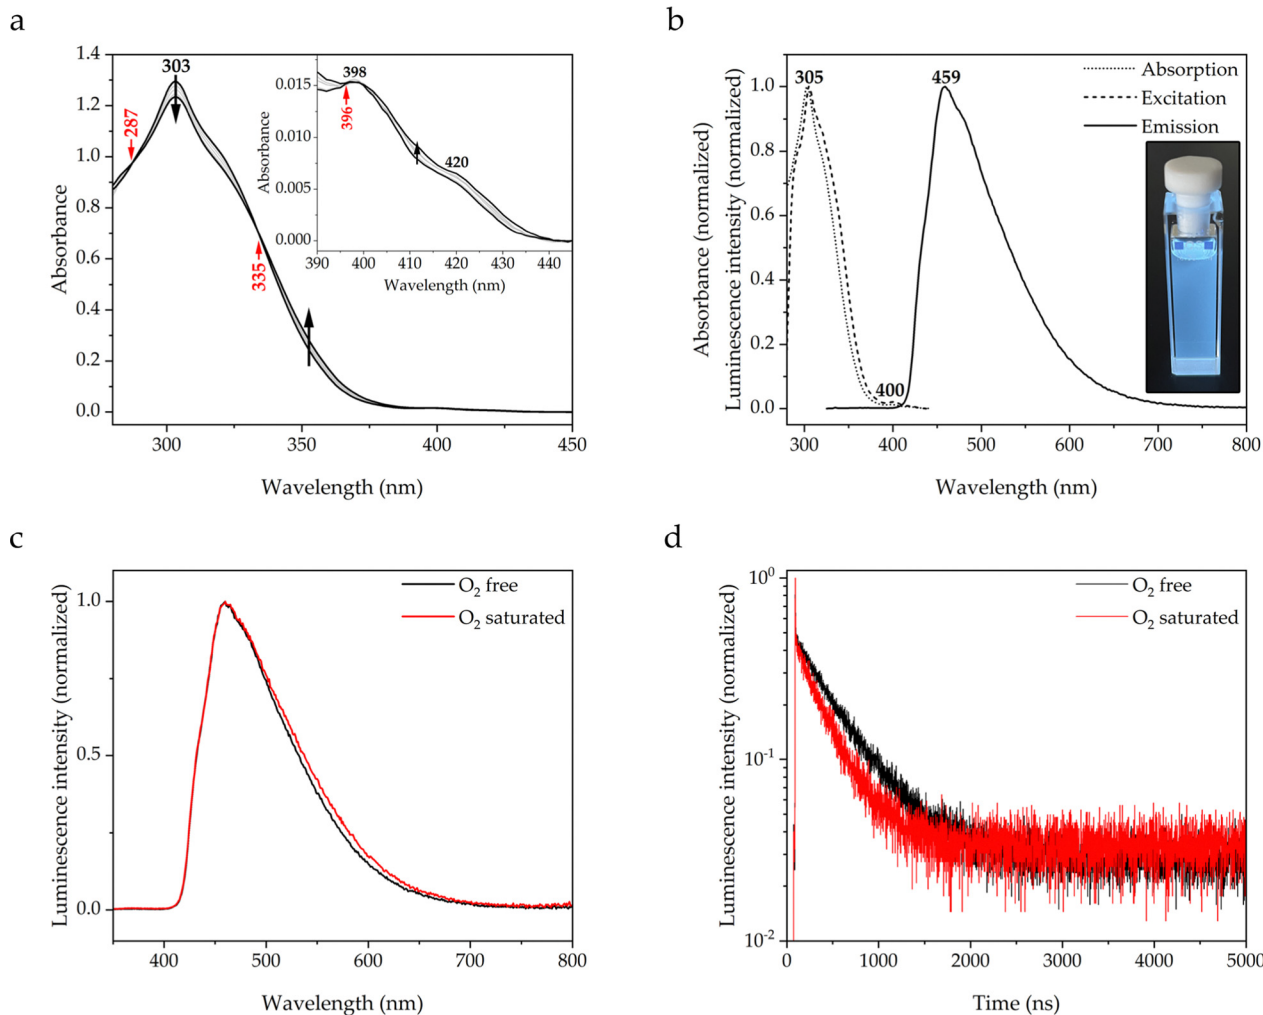 a
1.4
1.2
1.0
0.8
0.6
0.4
0.2
0.0
Absorbance
303
287
335
300
350
400
450
Wavelength (nm)
0.015
0.010
0.005
0.000
Absorbance
398
396
420
390
400
410
420
430
440
Wavelength (nm)
b
1.0
0.8
0.6
0.4
0.2
0.0
Absorbance (normalized)
Luminescence intensity (normalized)
305
459
400
Absorption
Excitation
Emission
300
400
500
600
700
800
Wavelength (nm)
c
1.0
0.5
0.0
Luminescence intensity (normalized)
O₂ free
O₂ saturated
400
500
600
700
800
Wavelength (nm)
d
10⁰
10⁻¹
10⁻²
Luminescence intensity (normalized)
O₂ free
O₂ saturated
0
1000
2000
3000
4000
5000
Time (ns)